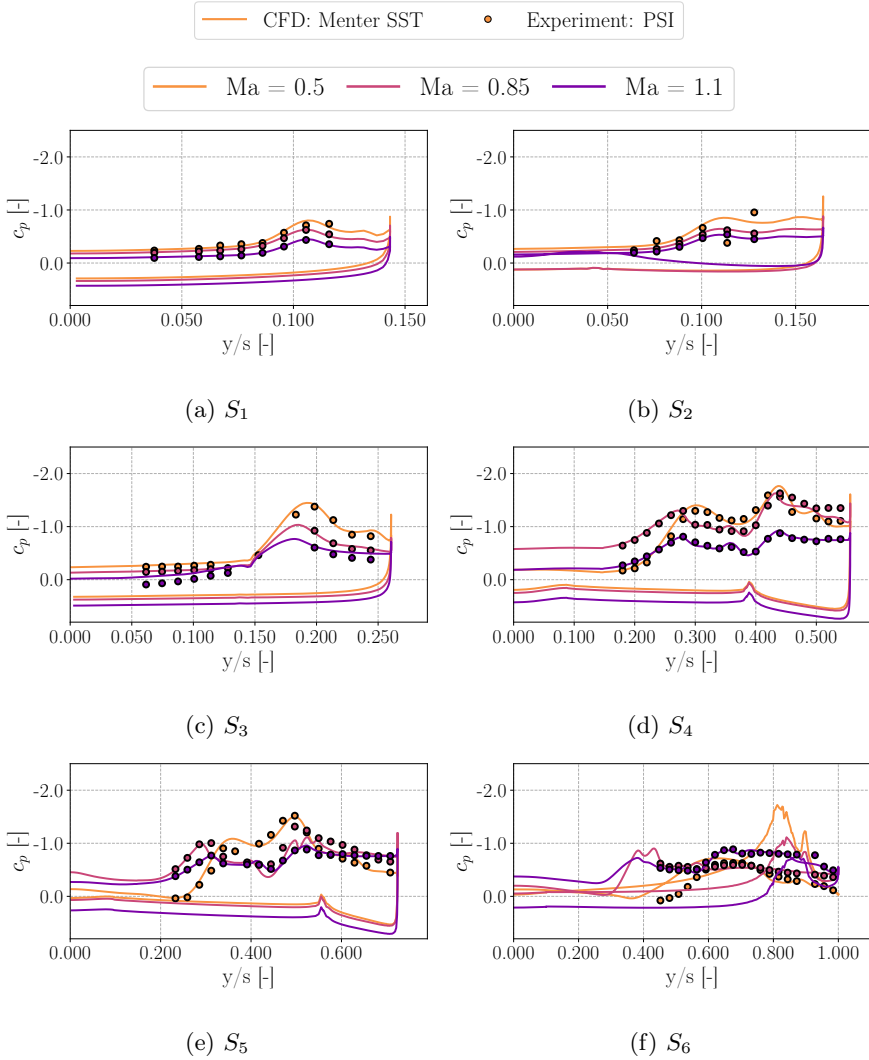 CFD: Menter SST Experiment: PSI
Ma = 0.5 Ma = 0.85 Ma = 1.1
-2.0 -2.0
-1.0 -1.0
0.0 0.0
c_p [-] c_p [-]
0.000 0.050 0.100 0.150 0.000 0.050 0.100 0.150
y/s [-] y/s [-]
(a) S_1 (b) S_2
-2.0 -2.0
-1.0 -1.0
0.0 0.0
c_p [-] c_p [-]
0.000 0.050 0.100 0.150 0.200 0.250 0.000 0.100 0.200 0.300 0.400 0.500
y/s [-] y/s [-]
(c) S_3 (d) S_4
-2.0 -2.0
-1.0 -1.0
0.0 0.0
c_p [-] c_p [-]
0.000 0.200 0.400 0.600 0.000 0.200 0.400 0.600 0.800 1.000
y/s [-] y/s [-]
(e) S_5 (f) S_6